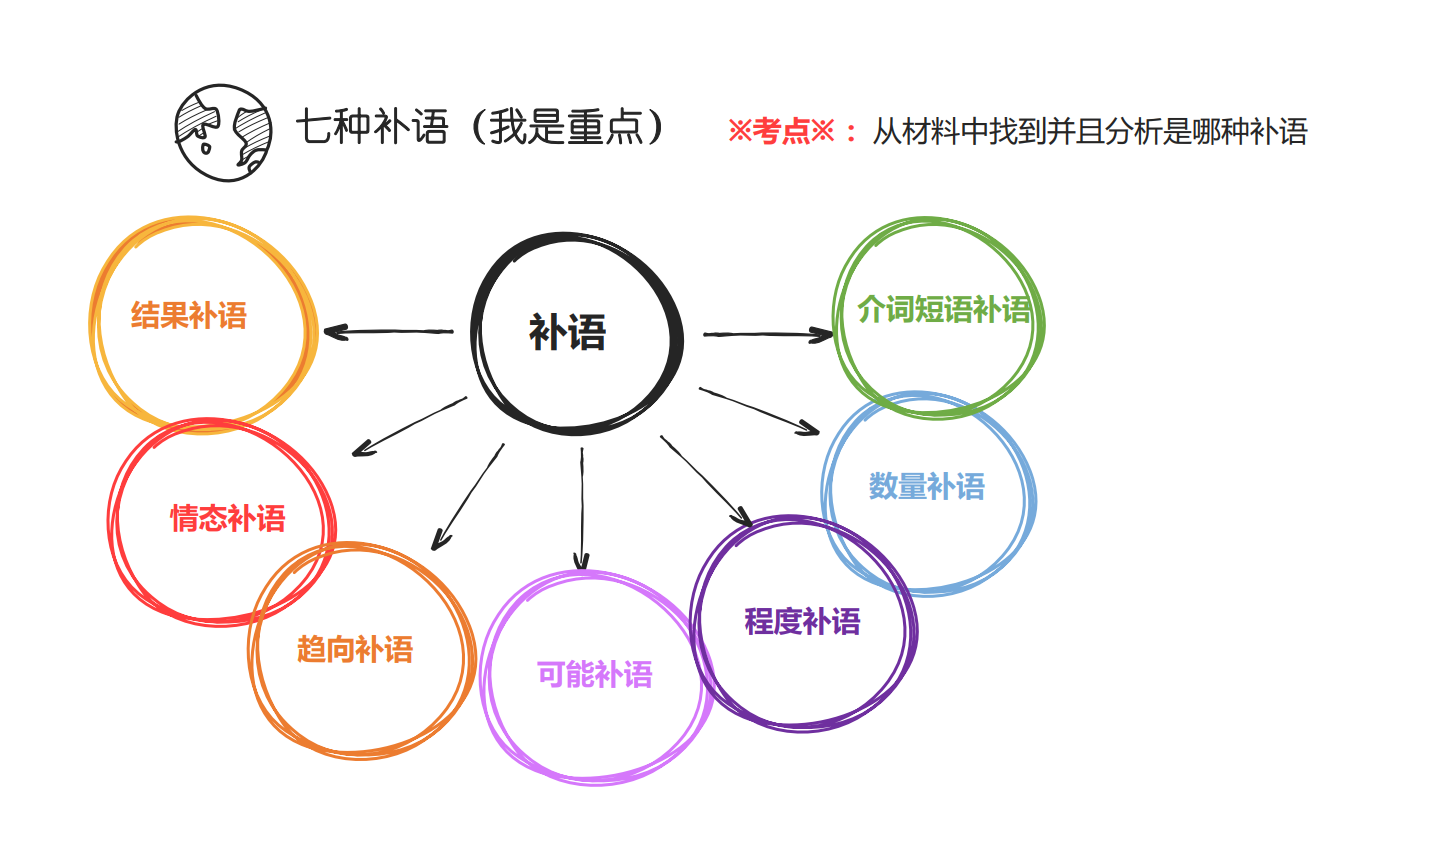 七种补语（我是重点）
※考点※：从材料中找到并且分析是哪种补语
补语
结果补语
情态补语
趋向补语
可能补语
程度补语
数量补语
介词短语补语